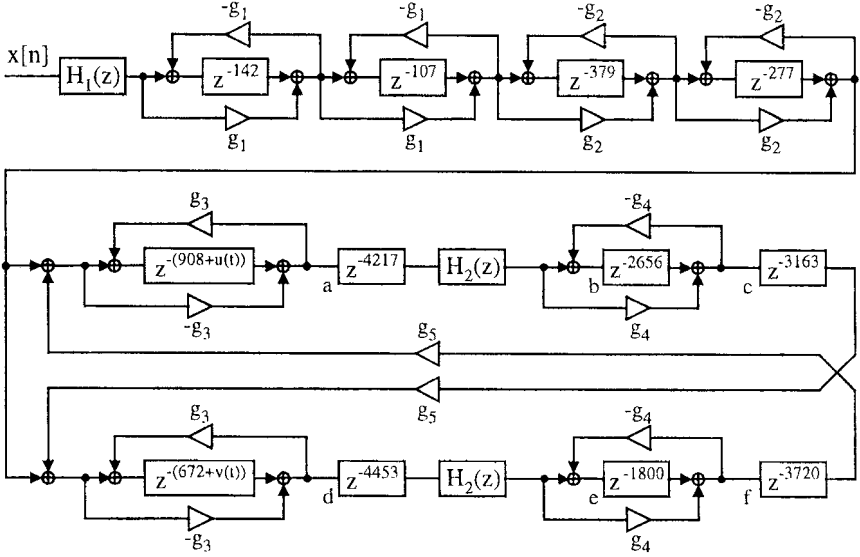 -g₁ -g₁ -g₂ -g₂
x[n] H₁(z) z⁻¹⁴² z⁻¹⁰⁷ z⁻³⁷⁹ z⁻²⁷⁷
g₁ g₁ g₂ g₂
g₃ -g₄
z⁻⁽⁹⁰⁸⁺ᵘ⁽ᵗ⁾⁾ a z⁻⁴²¹⁷ H₂(z) b z⁻²⁶⁵⁶ c z⁻³¹⁶³
-g₃ g₄
g₅
g₅
g₃ -g₄
z⁻⁽⁶⁷²⁺ᵛ⁽ᵗ⁾⁾ d z⁻⁴⁴⁵³ H₂(z) e z⁻¹⁸⁰⁰ f z⁻³⁷²⁰
-g₃ g₄